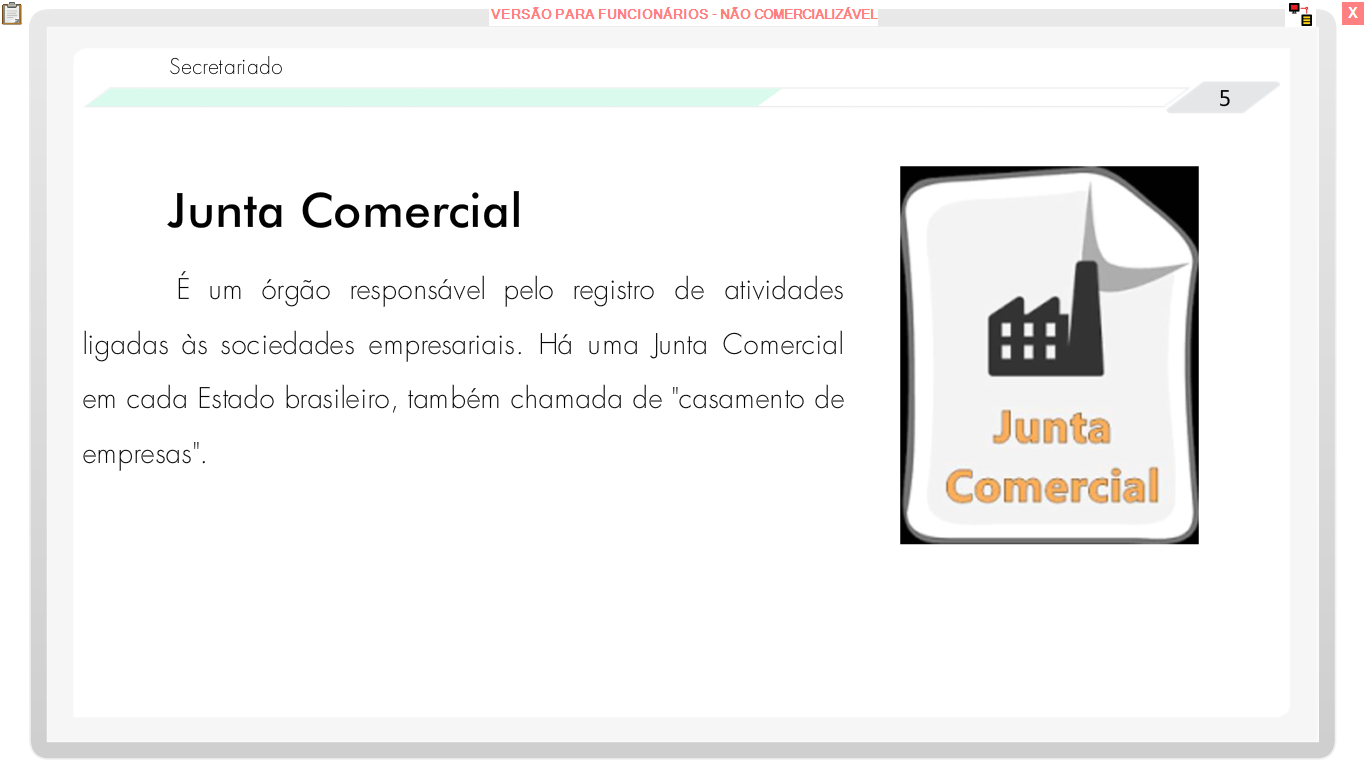 VERSÃO PARA FUNCIONÁRIOS - NÃO COMERCIALIZÁVEL
X
Secretariado
5
Junta Comercial
É um órgão responsável pelo registro de atividades
ligadas às sociedades empresariais. Há uma Junta Comercial
em cada Estado brasileiro, também chamada de "casamento de
empresas".
Junta
Comercial